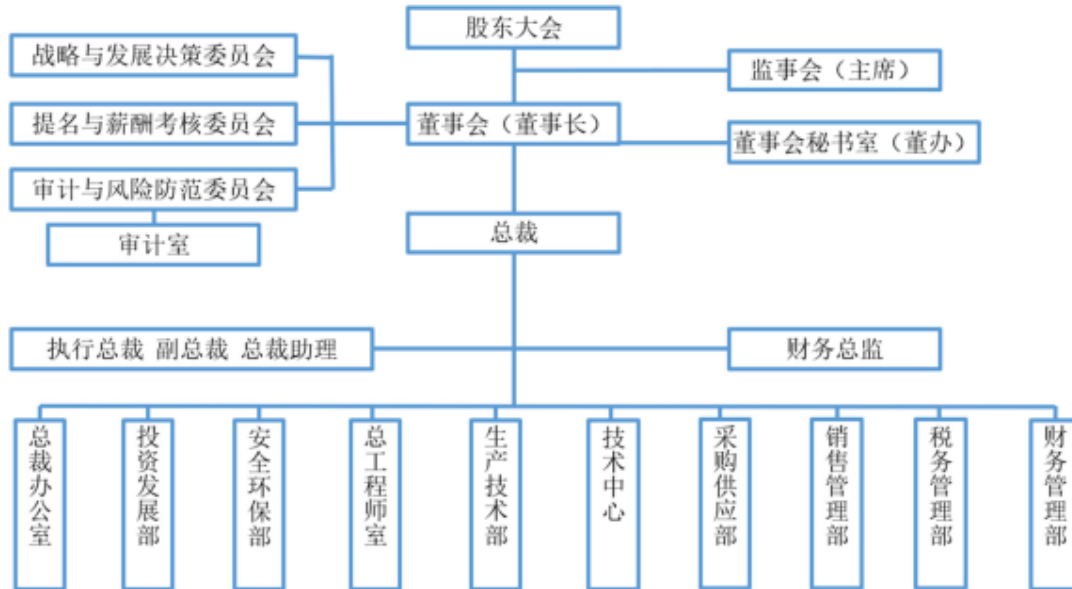 股东大会
战略与发展决策委员会
监事会（主席）
提名与薪酬考核委员会
董事会（董事长）
董事会秘书室（董办）
审计与风险防范委员会
审计室
总裁
执行总裁 副总裁 总裁助理
财务总监
总裁办公室
投资发展部
安全环保部
总工程师室
生产技术部
技术中心
采购供应部
销售管理部
税务管理部
财务管理部